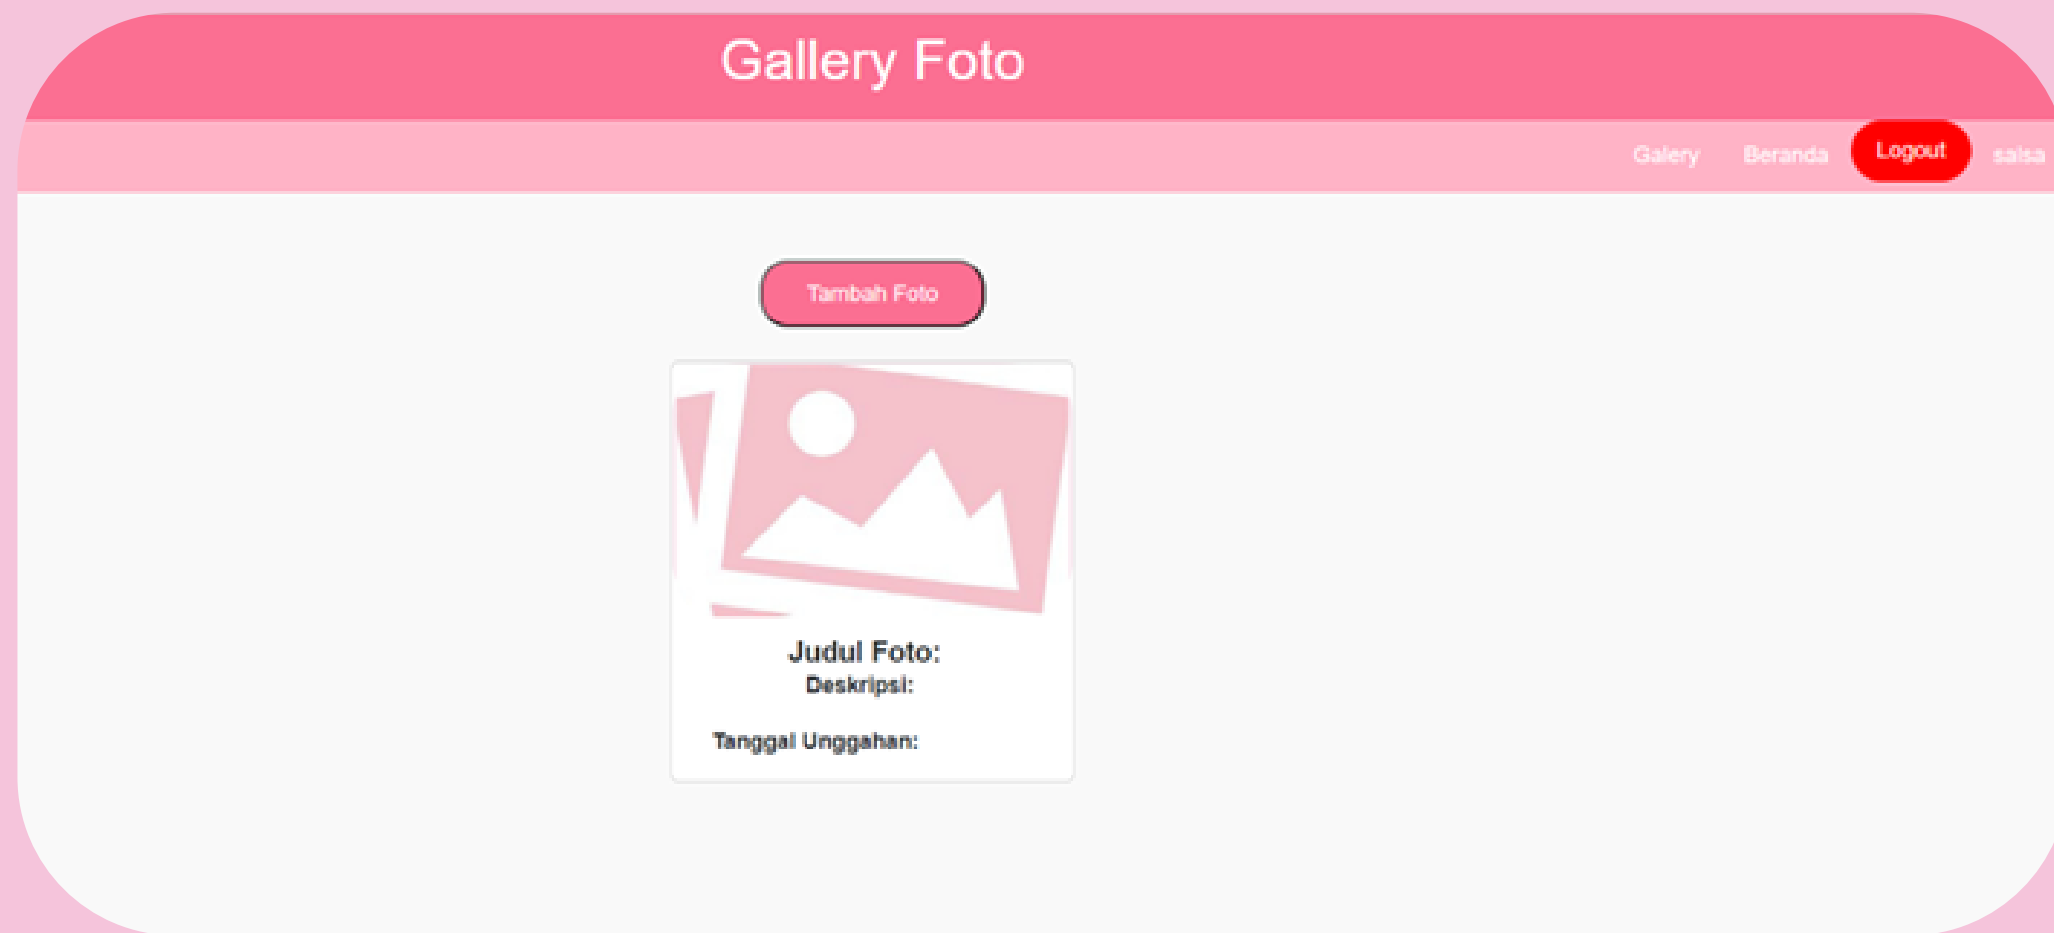 Gallery Foto
Galery Beranda Logout salsa
Tambah Foto
Judul Foto:
Deskripsi:
Tanggal Unggahan: